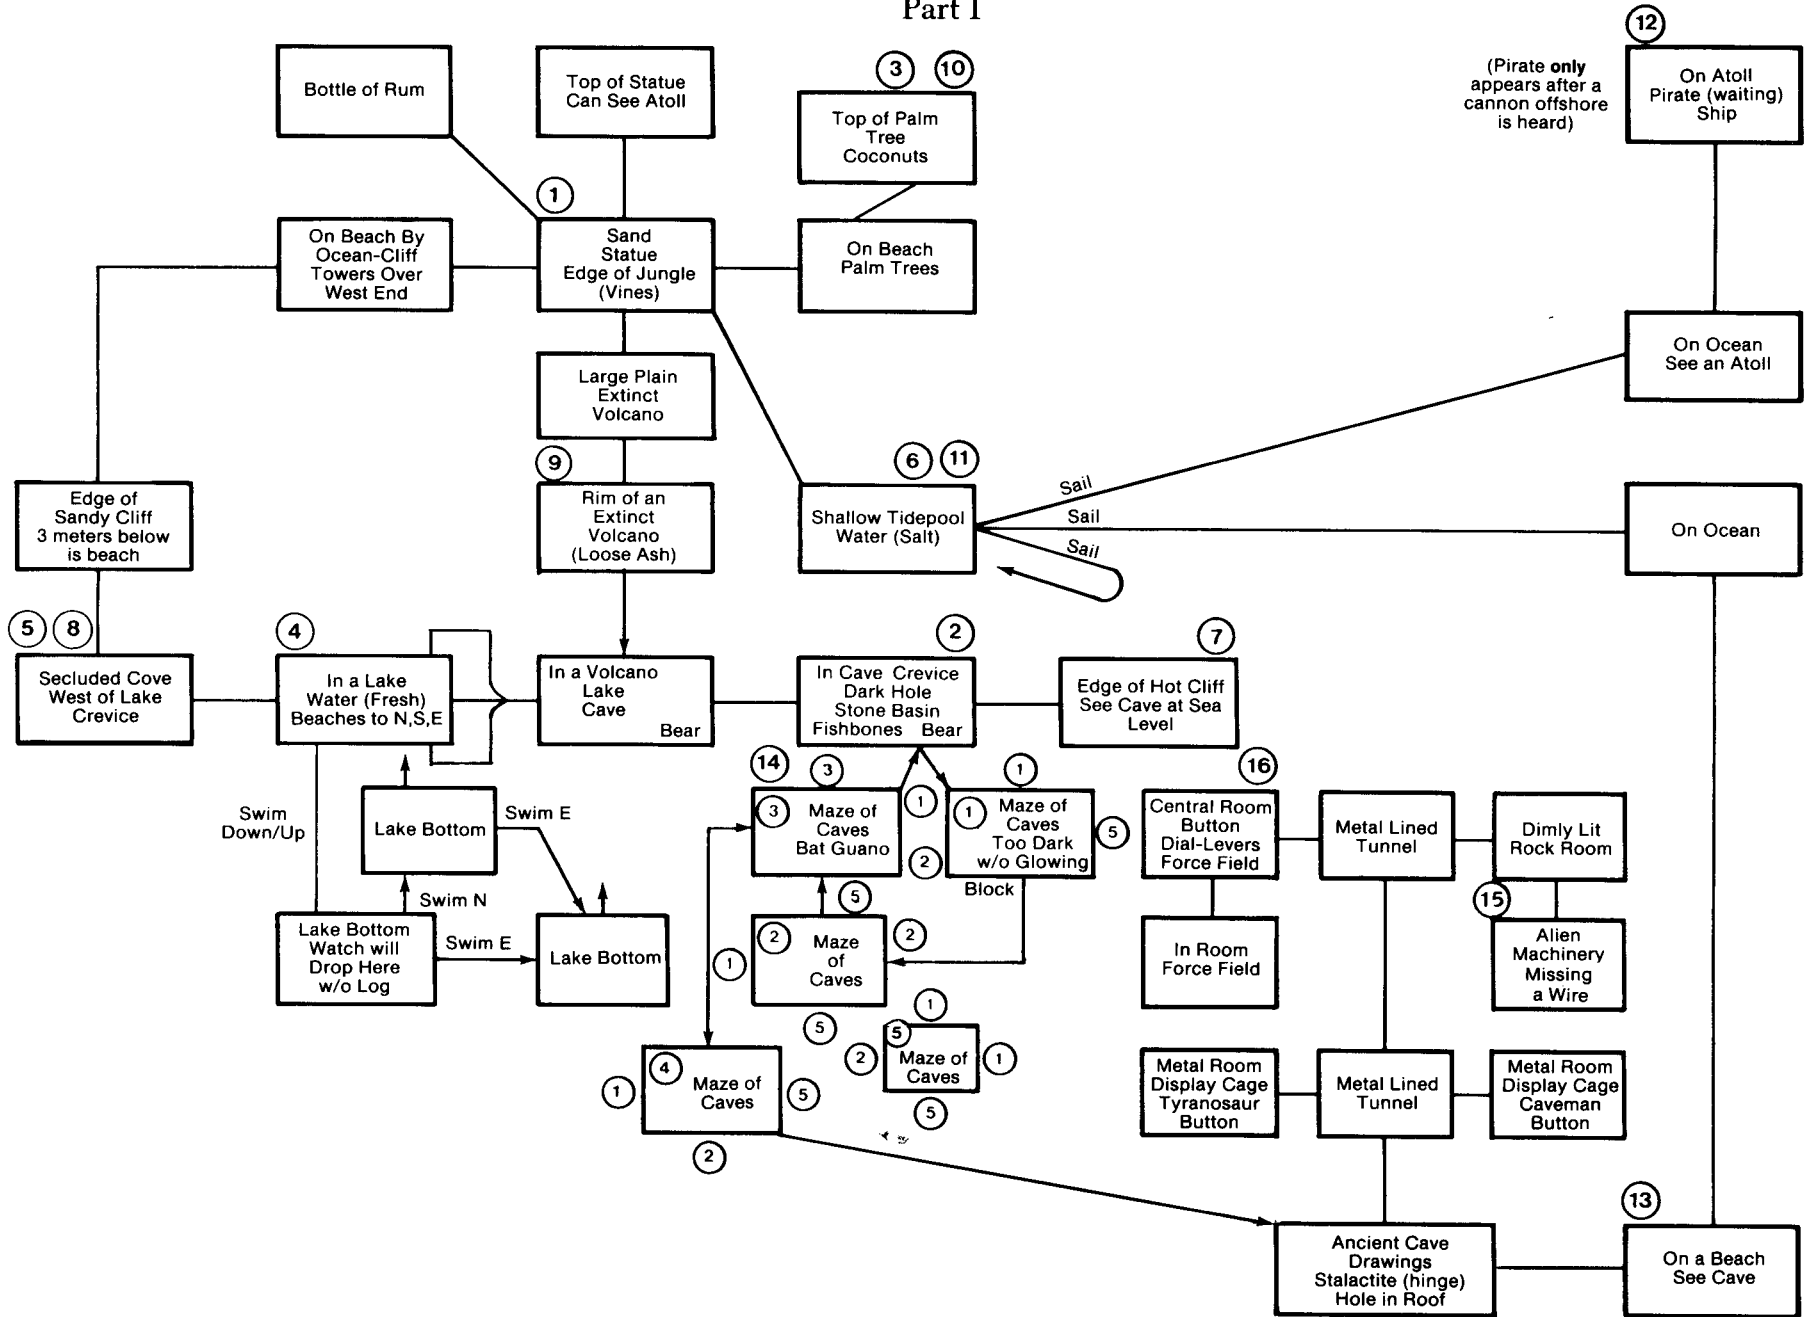 Part I
12
Bottle of Rum
Top of Statue
Can See Atoll
3
10
Top of Palm
Tree
Coconuts
(Pirate only
appears after a
cannon offshore
is heard)
On Atoll
Pirate (waiting)
Ship
1
On Beach By
Ocean-Cliff
Towers Over
West End
Sand
Statue
Edge of Jungle
(Vines)
On Beach
Palm Trees
On Ocean
See an Atoll
Large Plain
Extinct
Volcano
9
6
11
Edge of
Sandy Cliff
3 meters below
is beach
Rim of an
Extinct
Volcano
(Loose Ash)
Shallow Tidepool
Water (Salt)
Sail
Sail
Sail
On Ocean
5
8
4
2
7
Secluded Cove
West of Lake
Crevice
In a Lake
Water (Fresh)
Beaches to N,S,E
In a Volcano
Lake
Cave
Bear
In Cave Crevice
Dark Hole
Stone Basin
Fishbones Bear
Edge of Hot Cliff
See Cave at Sea
Level
Swim
Down/Up
Lake Bottom
Swim E
Swim N
Lake Bottom
Watch will
Drop Here
w/o Log
Swim E
Lake Bottom
14
3
3
Maze of
Caves
Bat Guano
1
2
1
1
Maze of
Caves
Too Dark
w/o Glowing
5
Block
5
2
Maze
of
Caves
2
1
5
1
5
Maze of
Caves
2
1
5
4
Maze of
Caves
1
5
2
16
Central Room
Button
Dial-Levers
Force Field
Metal Lined
Tunnel
Dimly Lit
Rock Room
15
In Room
Force Field
Alien
Machinery
Missing
a Wire
Metal Room
Display Cage
Tyranosaur
Button
Metal Lined
Tunnel
Metal Room
Display Cage
Caveman
Button
13
Ancient Cave
Drawings
Stalactite (hinge)
Hole in Roof
On a Beach
See Cave